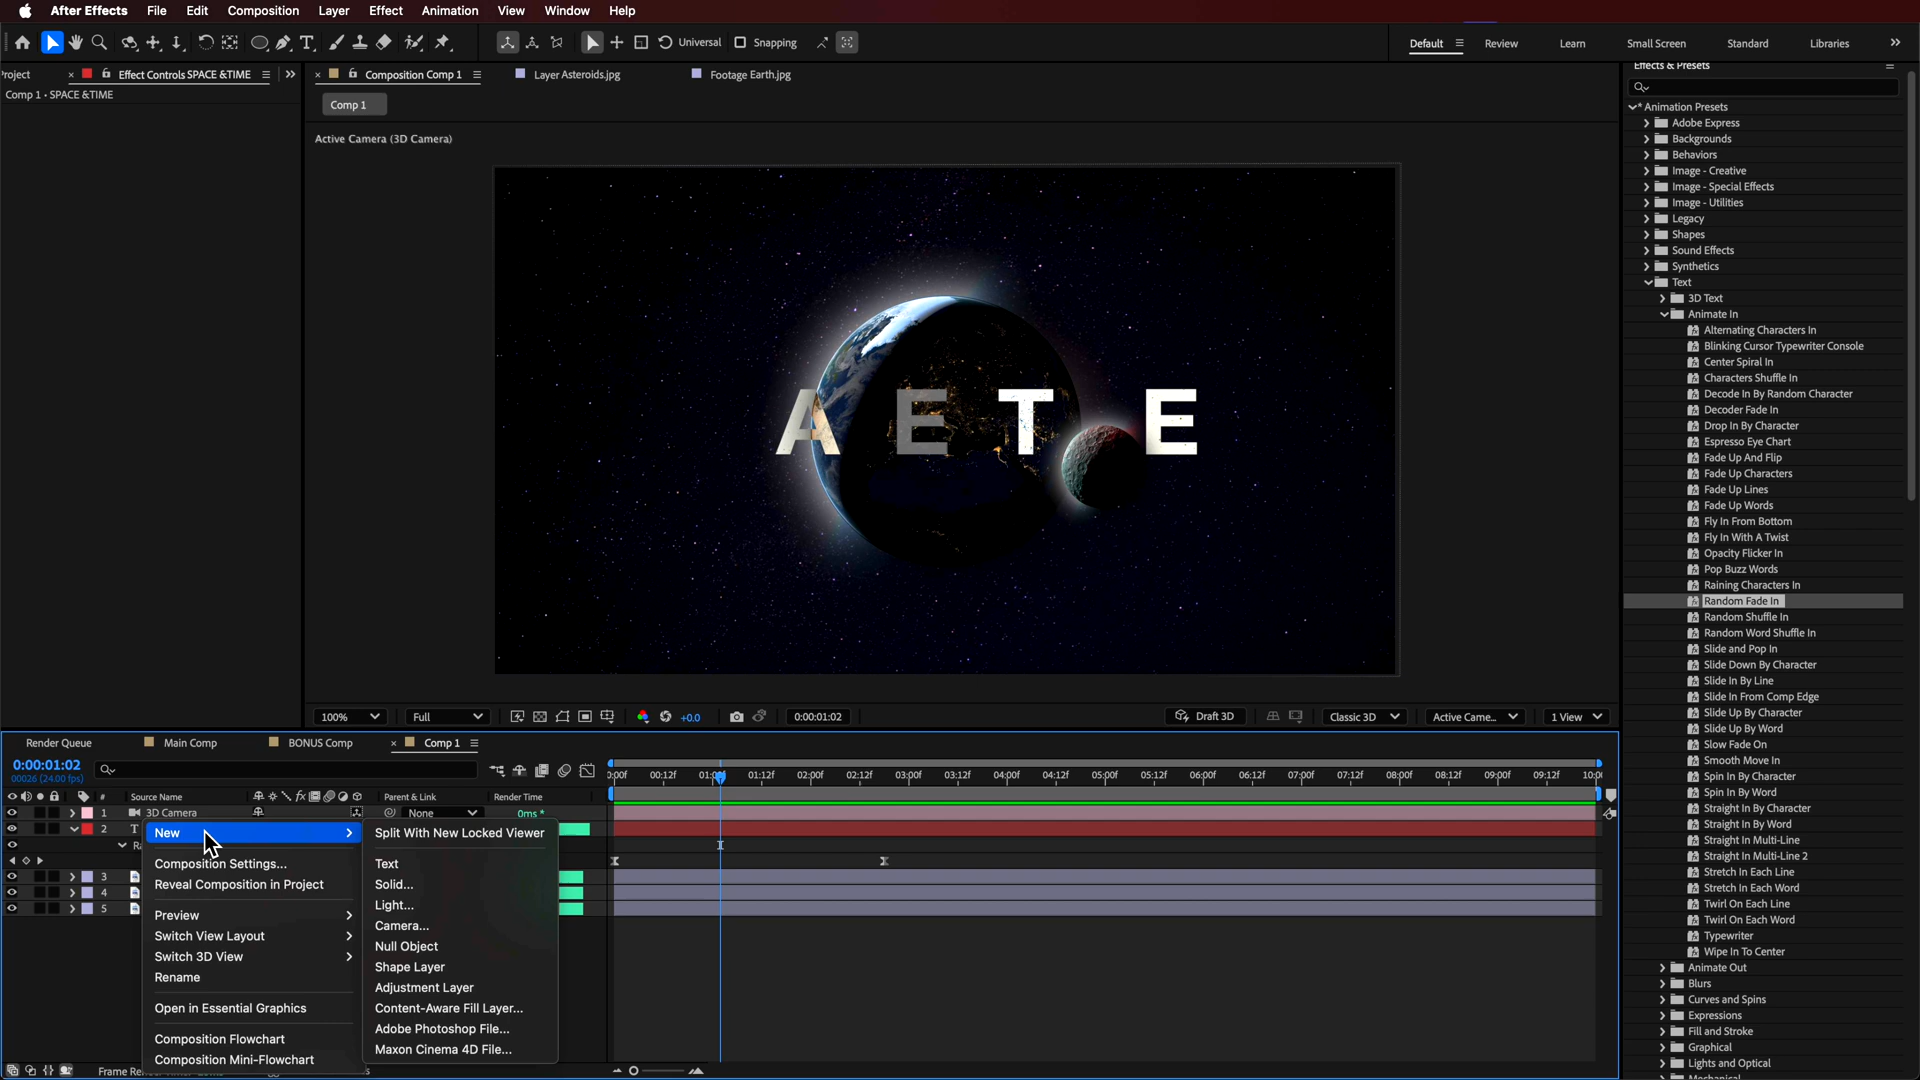 After Effects File Edit Composition Layer Effect Animation View Window Help
Universal Snapping Default Review Learn Small Screen Standard Libraries
roject Effect Controls SPACE &TIME Composition Comp 1 Layer Asteroids.jpg Footage Earth.jpg
Comp 1 • SPACE &TIME
Comp 1
Active Camera (3D Camera)
A E T E
100% Full +0.0 0:00:01:02 Draft 3D Classic 3D Active Came... 1 View
Effects & Presets
* Animation Presets
Adobe Express
Backgrounds
Behaviors
Image - Creative
Image - Special Effects
Image - Utilities
Legacy
Shapes
Sound Effects
Synthetics
Text
3D Text
Animate In
Alternating Characters In
Blinking Cursor Typewriter Console
Center Spiral In
Characters Shuffle In
Decode In By Random Character
Decoder Fade In
Drop In By Character
Espresso Eye Chart
Fade Up And Flip
Fade Up Characters
Fade Up Lines
Fade Up Words
Fly In From Bottom
Fly In With A Twist
Opacity Flicker In
Pop Buzz Words
Raining Characters In
Random Fade In
Random Shuffle In
Random Word Shuffle In
Slide and Pop In
Slide Down By Character
Slide In By Line
Slide In From Comp Edge
Slide Up By Character
Slide Up By Word
Slow Fade On
Smooth Move In
Spin In By Character
Spin In By Word
Straight In By Character
Straight In By Word
Straight In Multi-Line
Straight In Multi-Line 2
Stretch In Each Line
Stretch In Each Word
Twirl On Each Line
Twirl On Each Word
Typewriter
Wipe In To Center
Animate Out
Blurs
Curves and Spins
Expressions
Fill and Stroke
Graphical
Lights and Optical
Render Queue Main Comp BONUS Comp Comp 1
0:00:01:02
00026 (24.00 fps)
:00f 00:12f 01:12f 02:00f 02:12f 03:00f 03:12f 04:00f 04:12f 05:00f 05:12f 06:00f 06:12f 07:00f 07:12f 08:00f 08:12f 09:00f 09:12f
# Source Name fx Parent & Link Render Time
1 3D Camera None 0ms *
2 T
3
4
5
New
Composition Settings...
Reveal Composition in Project
Preview
Switch View Layout
Switch 3D View
Rename
Open in Essential Graphics
Composition Flowchart
Composition Mini-Flowchart
Split With New Locked Viewer
Text
Solid...
Light...
Camera...
Null Object
Shape Layer
Adjustment Layer
Content-Aware Fill Layer...
Adobe Photoshop File...
Maxon Cinema 4D File...